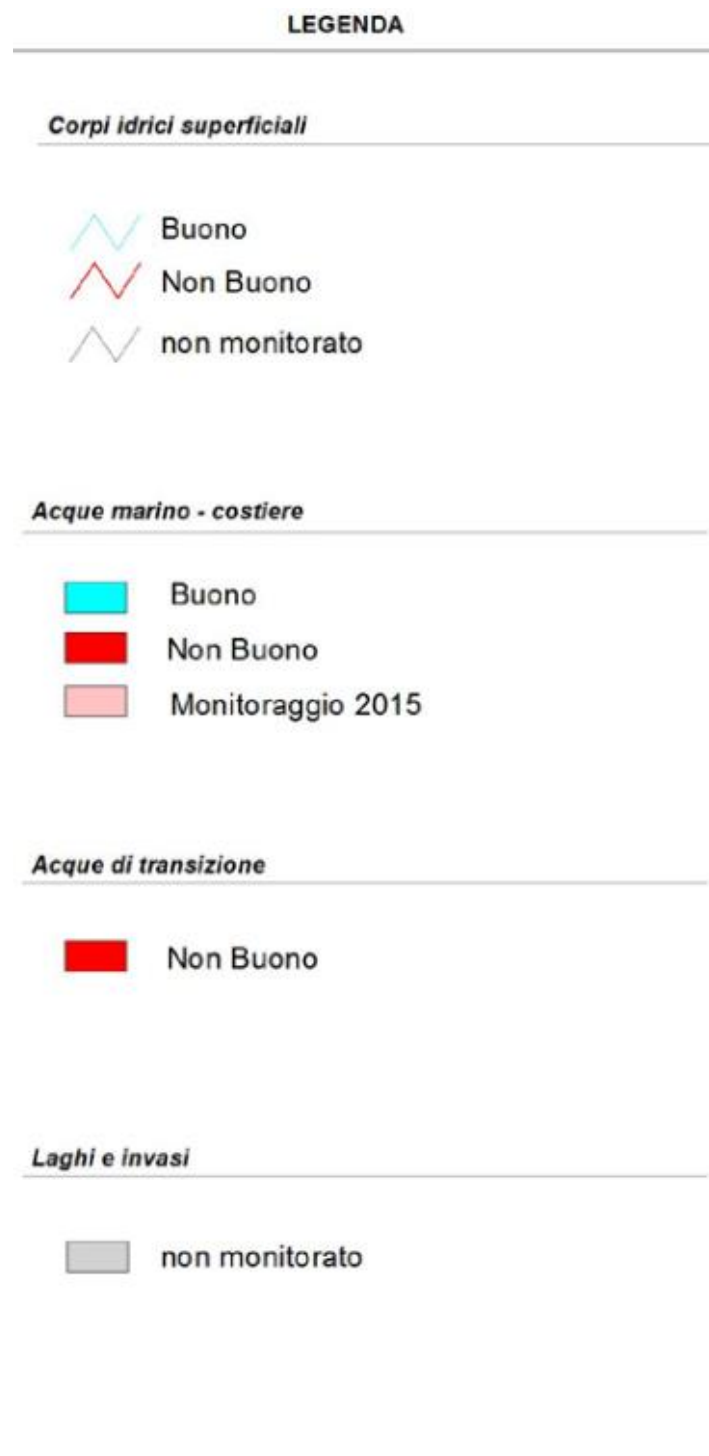 LEGENDA
Corpi idrici superficiali
Buono
Non Buono
non monitorato
Acque marino - costiere
Buono
Non Buono
Monitoraggio 2015
Acque di transizione
Non Buono
Laghi e invasi
non monitorato